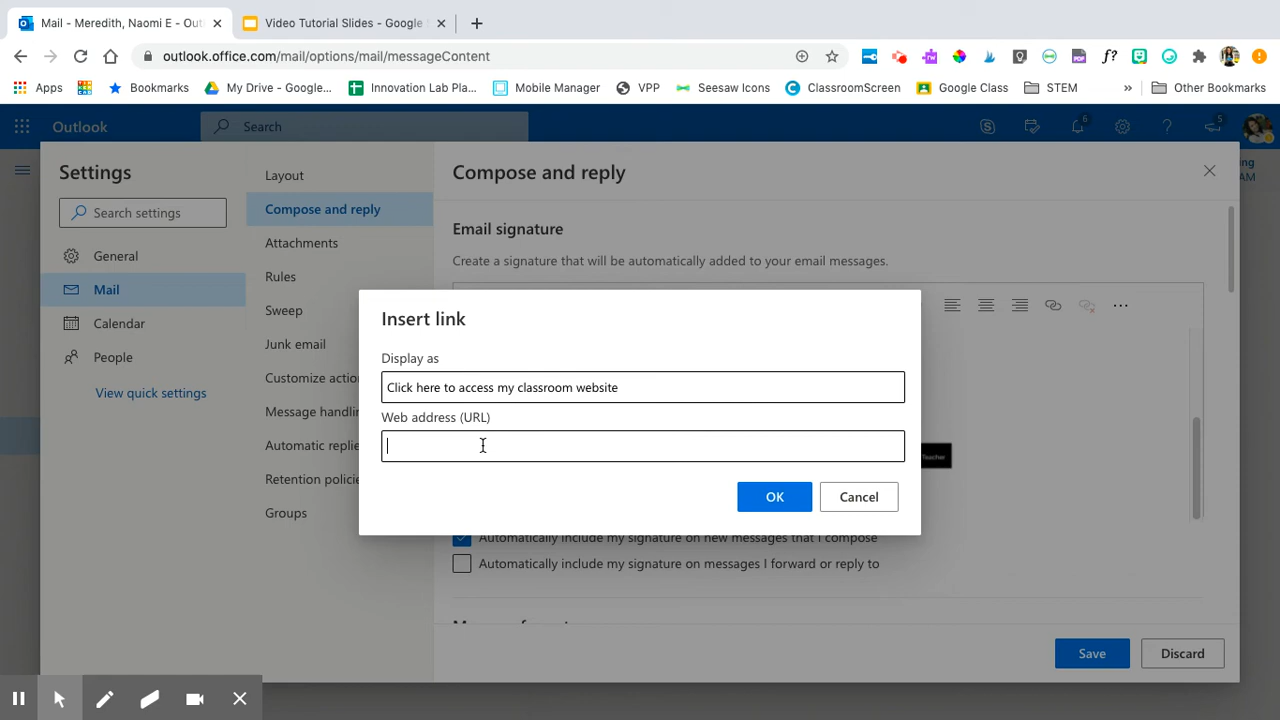 Mail - Meredith, Naomi E - Out
Video Tutorial Slides - Google
outlook.office.com/mail/options/mail/messageContent
Apps
Bookmarks
My Drive - Google...
Innovation Lab Pla...
Mobile Manager
VPP
Seesaw Icons
ClassroomScreen
Google Class
STEM
»
Other Bookmarks
Outlook
Search
6
5
ing
AM
Settings
Search settings
General
Mail
Calendar
People
View quick settings
Layout
Compose and reply
Attachments
Rules
Sweep
Junk email
Customize actio
Message handli
Automatic replie
Retention policie
Groups
Compose and reply
Email signature
Create a signature that will be automatically added to your email messages.
Insert link
Display as
Click here to access my classroom website
Web address (URL)
OK
Cancel
Teacher
Automatically include my signature on new messages that I compose
Automatically include my signature on messages I forward or reply to
Save
Discard